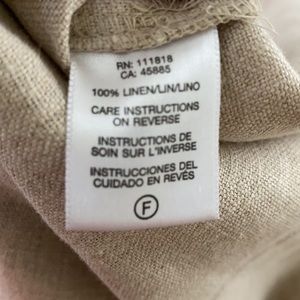 RN: 111818
CA: 45885
100% LINEN/LIN/LINO
CARE INSTRUCTIONS
ON REVERSE
INSTRUCTIONS DE
SOIN SUR L'INVERSE
INSTRUCCIONES DEL
CUIDADO EN REVÉS
F